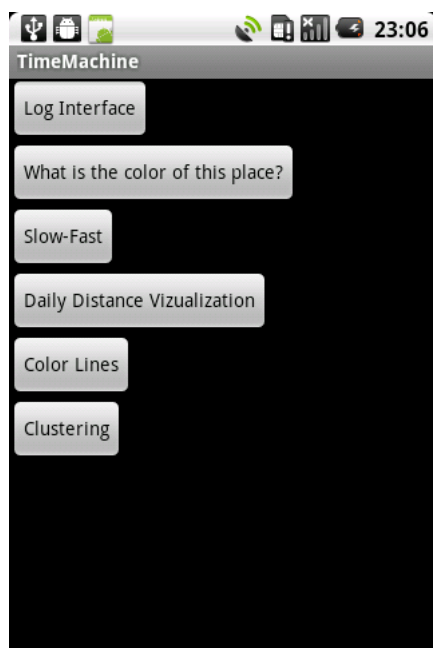 23:06
TimeMachine
Log Interface
What is the color of this place?
Slow-Fast
Daily Distance Vizualization
Color Lines
Clustering